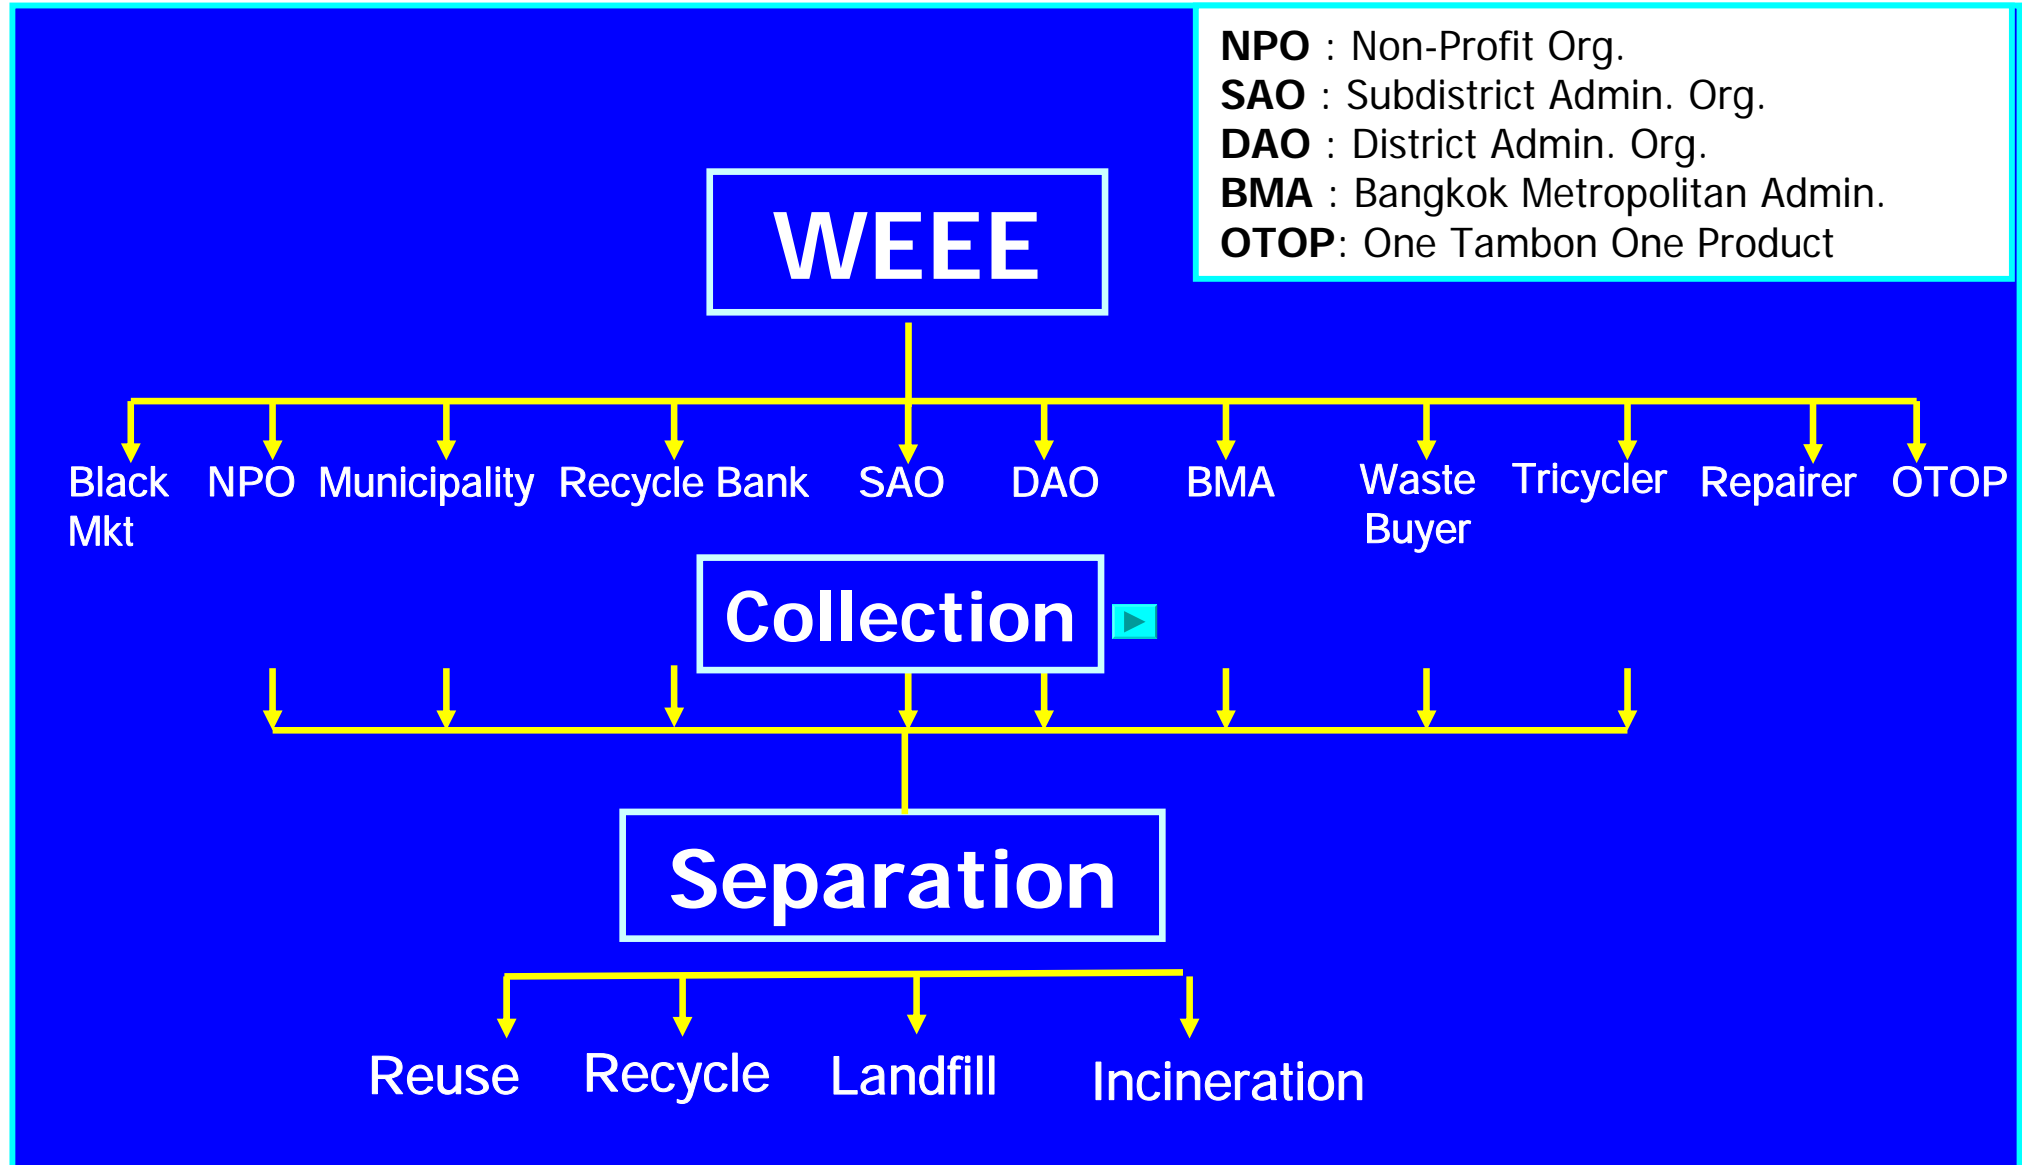 NPO : Non-Profit Org.
SAO : Subdistrict Admin. Org.
DAO : District Admin. Org.
BMA : Bangkok Metropolitan Admin.
OTOP: One Tambon One Product
WEEE
Black
Mkt
NPO
Municipality
Recycle Bank
SAO
DAO
BMA
Waste
Buyer
Tricycler
Repairer
OTOP
Collection
Separation
Reuse
Recycle
Landfill
Incineration